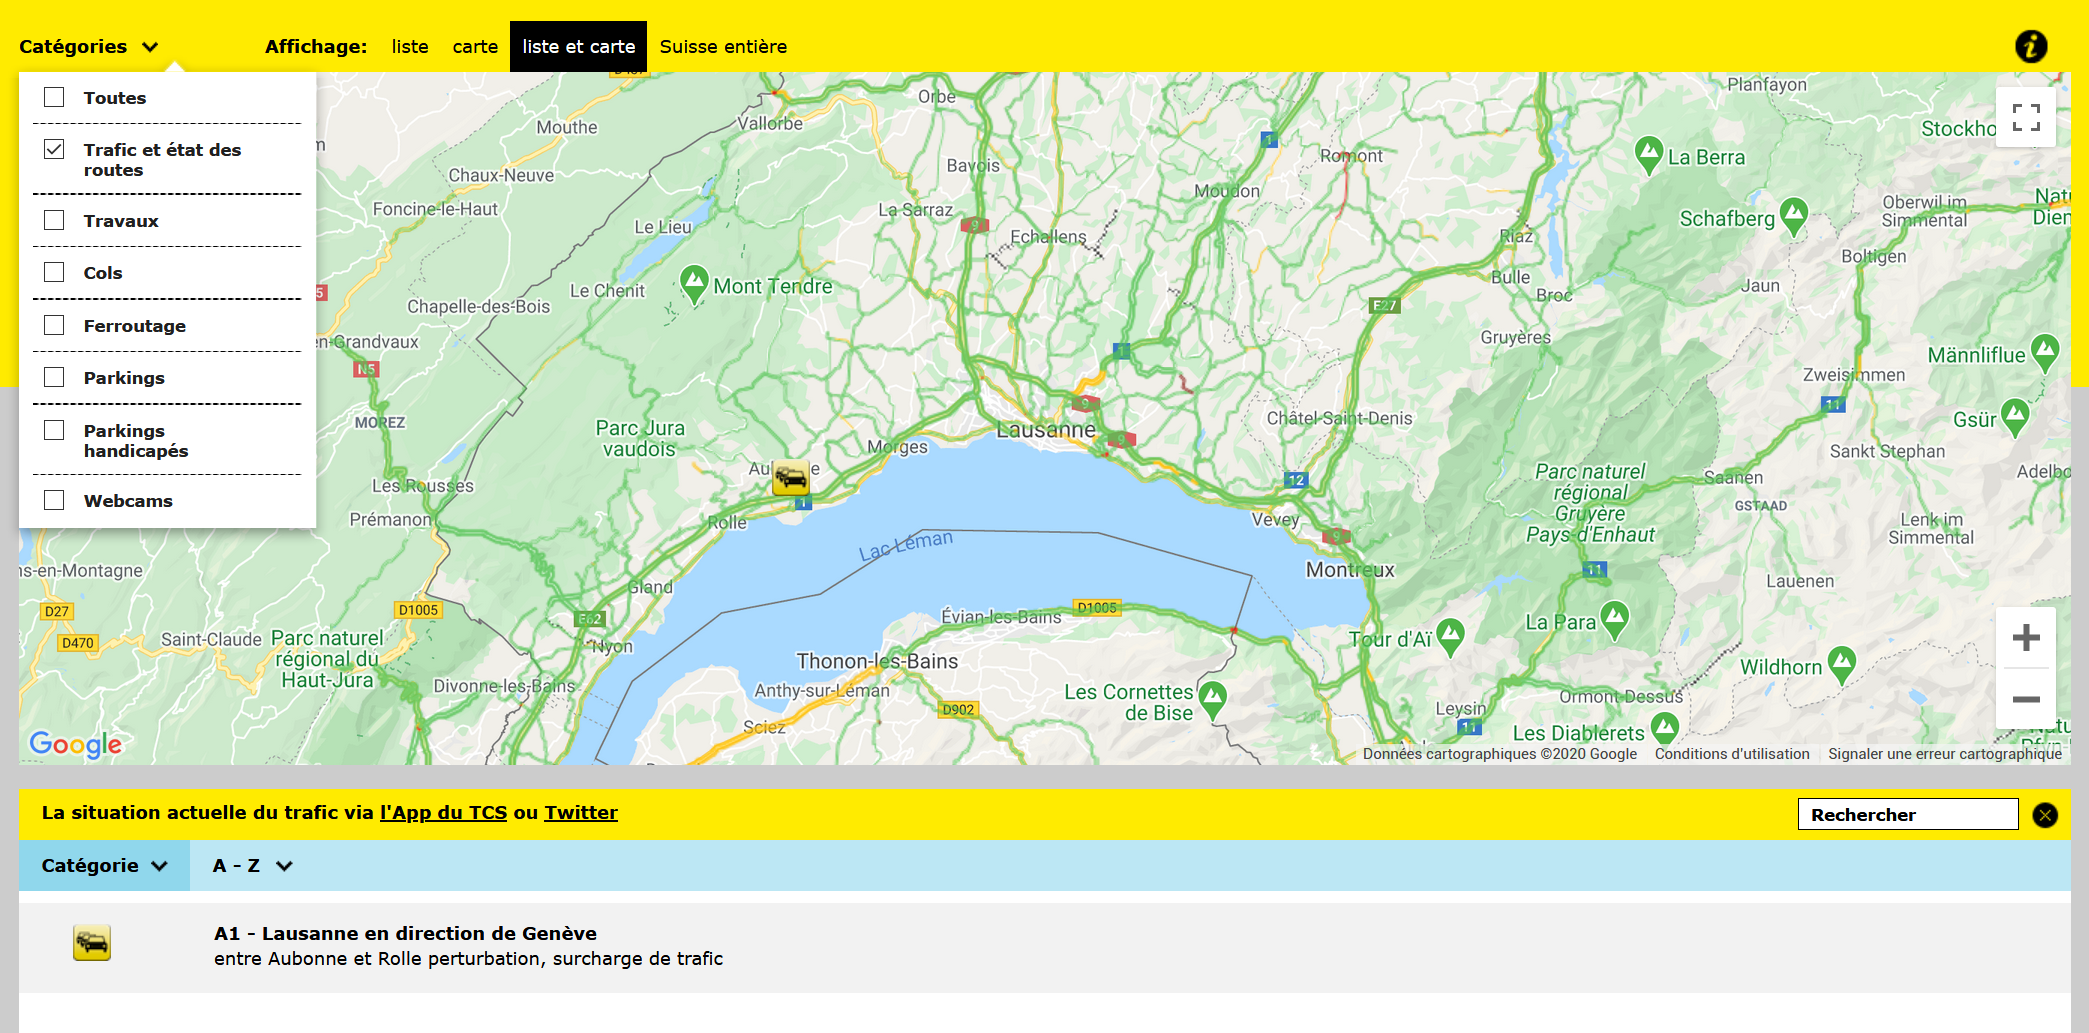 Catégories
Affichage: liste carte liste et carte Suisse entière
Toutes
Trafic et état des
routes
Travaux
Cols
Ferroutage
Parkings
Parkings
handicapés
Webcams
Orbe
Vallorbe
Mouthe
Planfayon
Stockho
La Berra
Romont
Bavois
Chaux-Neuve
Moudon
Foncine-le-Haut
La Sarraz
Le Lieu
Echallens
Schafberg
Oberwil im
Simmental
Riaz
Boltigen
Bulle
Broc
Jaun
Mont Tendre
Le Chenit
Chapelle-des-Bois
E27
Gruyères
en-Grandvaux
N5
Männliflue
Zweisimmen
11
Gsür
MOREZ
Parc Jura
vaudois
Morges
Lausanne
Châtel-Saint-Denis
Sankt Stephan
Adelbo
Les Rousses
Prémanon
Rolle
Vevey
12
Parc naturel
régional
Gruyère
Pays-d'Enhaut
Saanen
GSTAAD
Lenk im
Simmental
Lac Léman
Montreux
Lauenen
ns-en-Montagne
D27
D1005
D470
Gland
E62
Nyon
Saint-Claude
Parc naturel
régional du
Haut-Jura
Évian-les-Bains
D1005
Tour d'Aï
La Para
Wildhorn
Thonon-les-Bains
Divonne-les-Bains
Anthy-sur-Léman
Les Cornettes
de Bise
Ormont Dessus
D902
Leysin
11
Sciez
Les Diablerets
Google
Données cartographiques ©2020 Google Conditions d'utilisation Signaler une erreur cartographique
La situation actuelle du trafic via l'App du TCS ou Twitter
Rechercher
Catégorie A - Z
A1 - Lausanne en direction de Genève
entre Aubonne et Rolle perturbation, surcharge de trafic